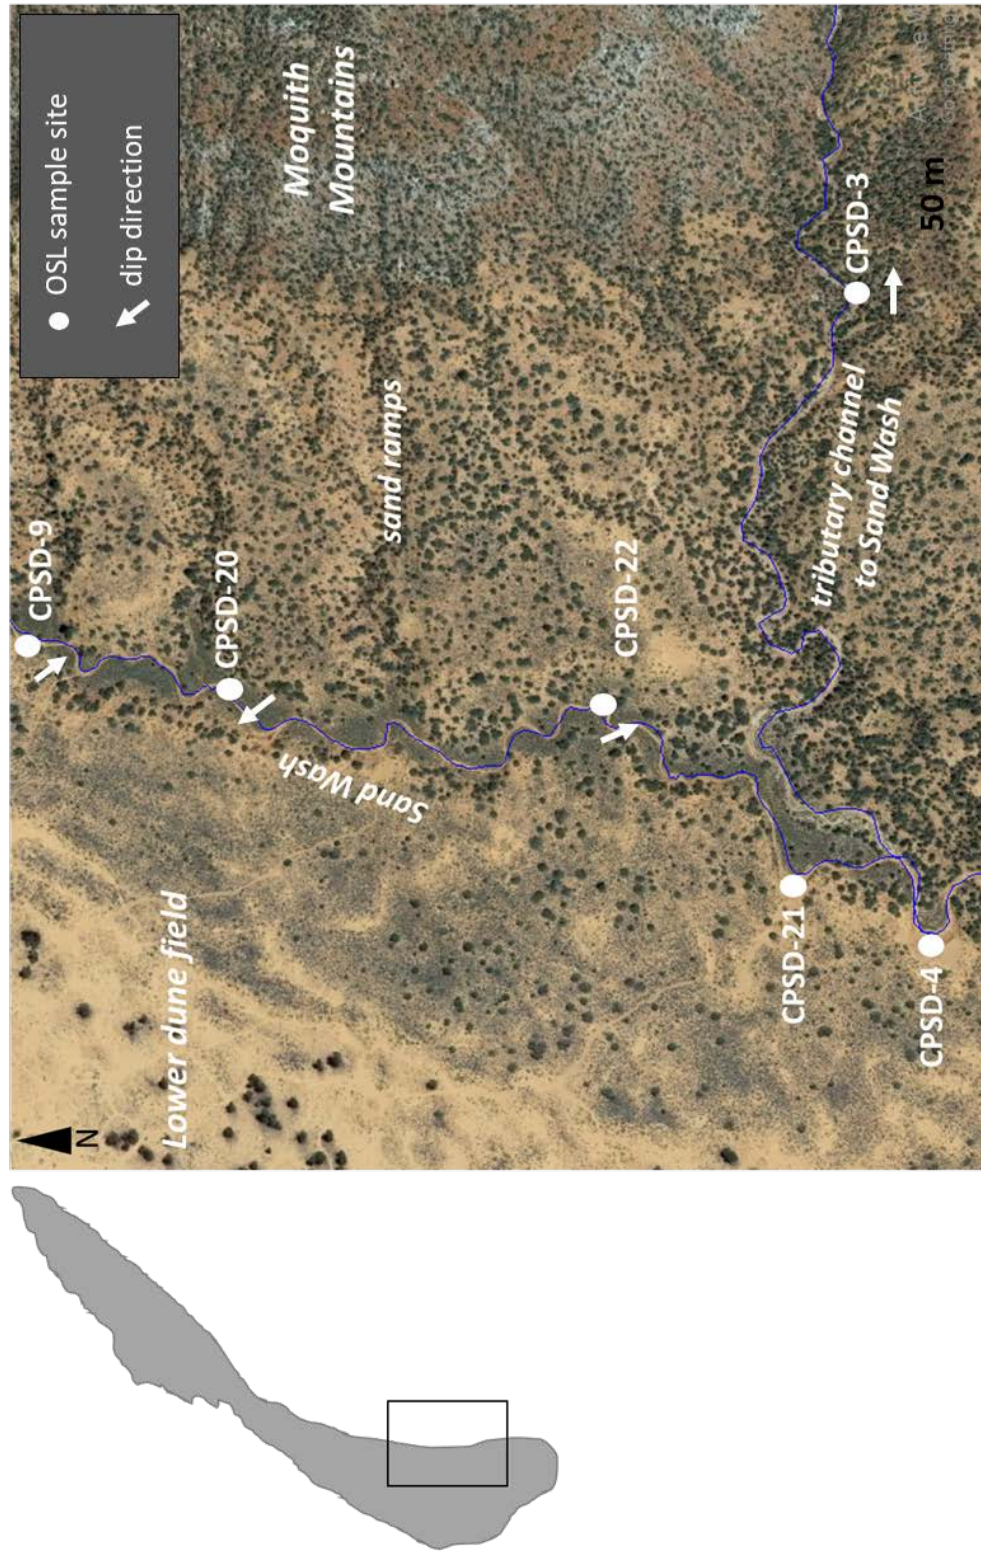 N
Lower dune field
Sand Wash
CPSD-9
CPSD-20
sand ramps
CPSD-22
CPSD-21
CPSD-4
Moquith
Mountains
tributary channel
to Sand Wash
CPSD-3
50 m
OSL sample site
dip direction